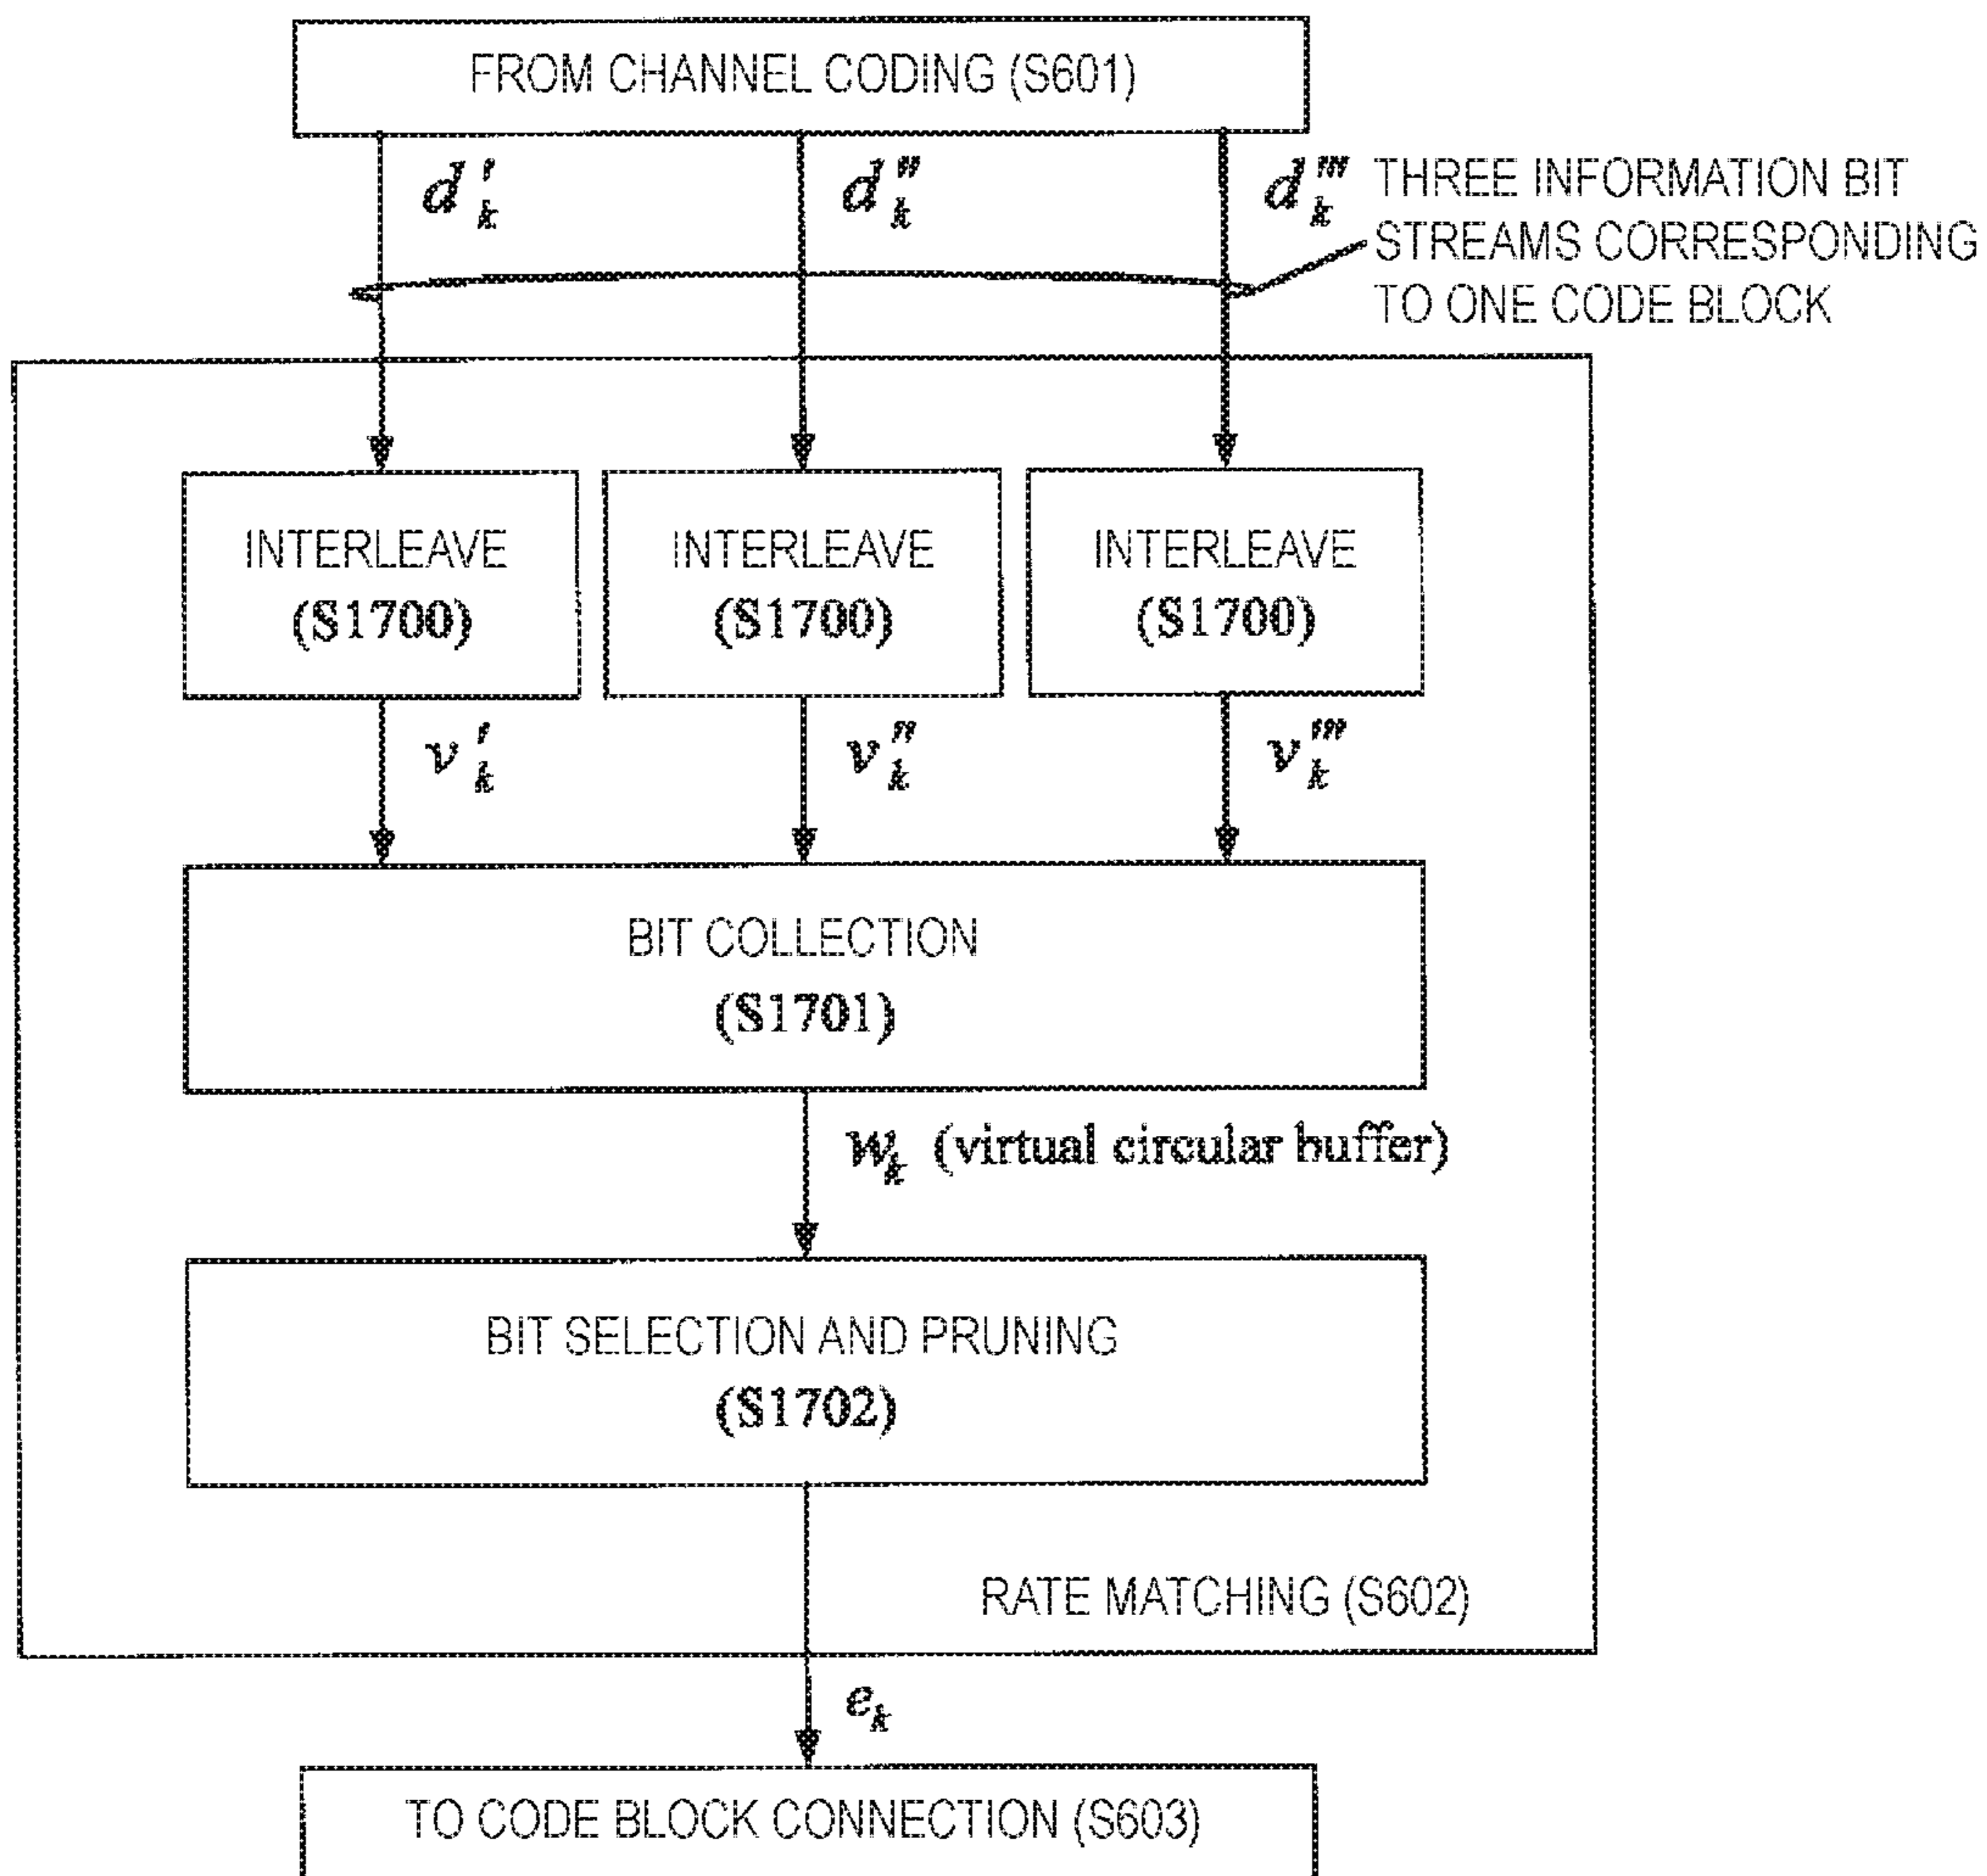 FROM CHANNEL CODING (S601)
d'k d''k d'''k
THREE INFORMATION BIT
STREAMS CORRESPONDING
TO ONE CODE BLOCK
INTERLEAVE INTERLEAVE INTERLEAVE
(S1700) (S1700) (S1700)
v'k v''k v'''k
BIT COLLECTION
(S1701)
wk (virtual circular buffer)
BIT SELECTION AND PRUNING
(S1702)
RATE MATCHING (S602)
ek
TO CODE BLOCK CONNECTION (S603)